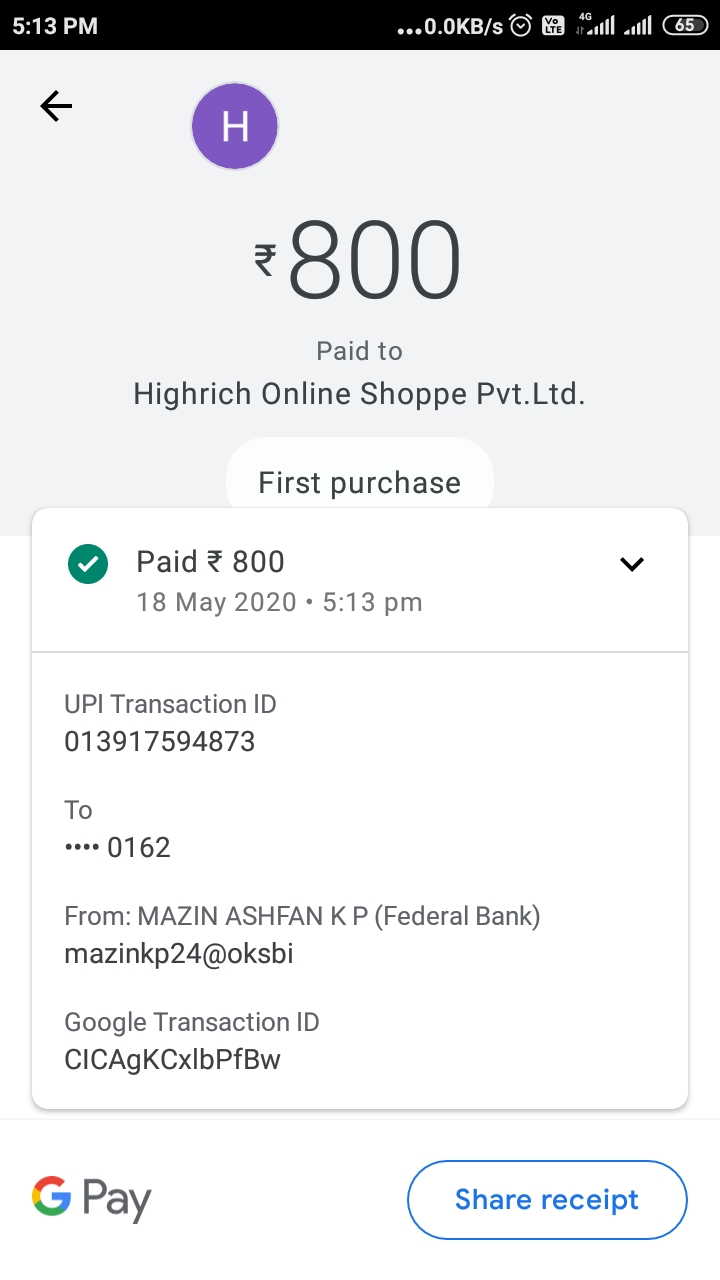 5:13 PM
...0.0KB/s Vo LTE 4G 65
H
₹800
Paid to
Highrich Online Shoppe Pvt.Ltd.
First purchase
Paid ₹ 800
18 May 2020 • 5:13 pm
UPI Transaction ID
013917594873
To
•••• 0162
From: MAZIN ASHFAN K P (Federal Bank)
mazinkp24@oksbi
Google Transaction ID
CICAgKCxlbPfBw
G Pay
Share receipt